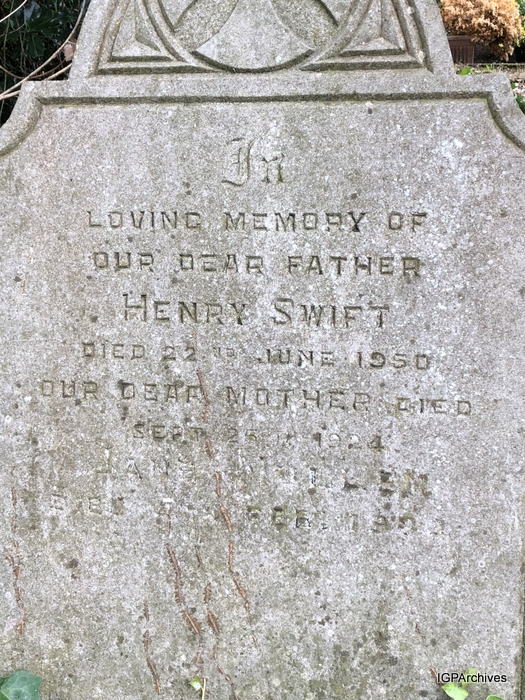 In
LOVING MEMORY OF
OUR DEAR FATHER
HENRY SWIFT
DIED 22ND JUNE 1950
OUR DEAR MOTHER DIED
SEPT 25TH 1924
DIED
IGPArchives